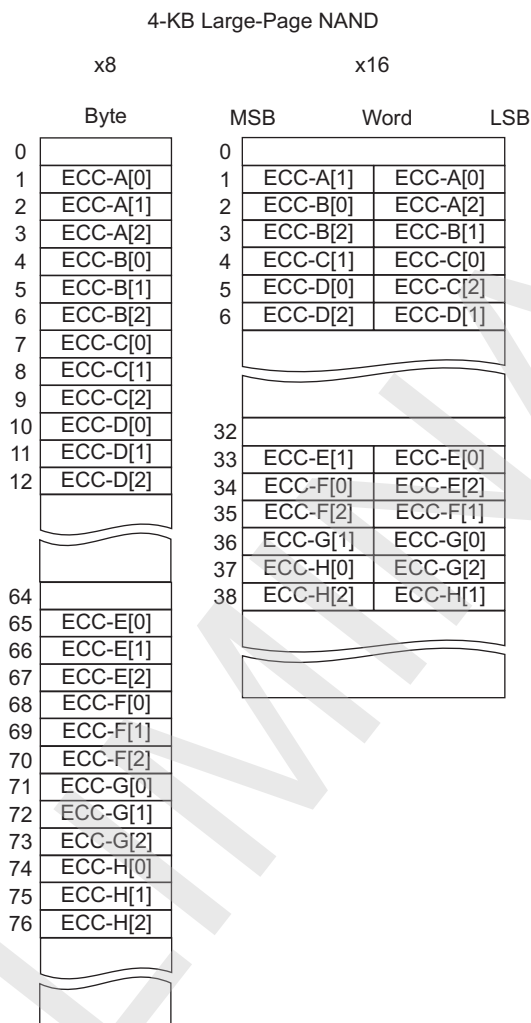 4-KB Large-Page NAND
x8 x16
Byte MSB Word LSB
0 0
1 ECC-A[0] 1 ECC-A[1] ECC-A[0]
2 ECC-A[1] 2 ECC-B[0] ECC-A[2]
3 ECC-A[2] 3 ECC-B[2] ECC-B[1]
4 ECC-B[0] 4 ECC-C[1] ECC-C[0]
5 ECC-B[1] 5 ECC-D[0] ECC-C[2]
6 ECC-B[2] 6 ECC-D[2] ECC-D[1]
7 ECC-C[0]
8 ECC-C[1]
9 ECC-C[2]
10 ECC-D[0] 32
11 ECC-D[1] 33 ECC-E[1] ECC-E[0]
12 ECC-D[2] 34 ECC-F[0] ECC-E[2]
35 ECC-F[2] ECC-F[1]
36 ECC-G[1] ECC-G[0]
37 ECC-H[0] ECC-G[2]
64 38 ECC-H[2] ECC-H[1]
65 ECC-E[0]
66 ECC-E[1]
67 ECC-E[2]
68 ECC-F[0]
69 ECC-F[1]
70 ECC-F[2]
71 ECC-G[0]
72 ECC-G[1]
73 ECC-G[2]
74 ECC-H[0]
75 ECC-H[1]
76 ECC-H[2]